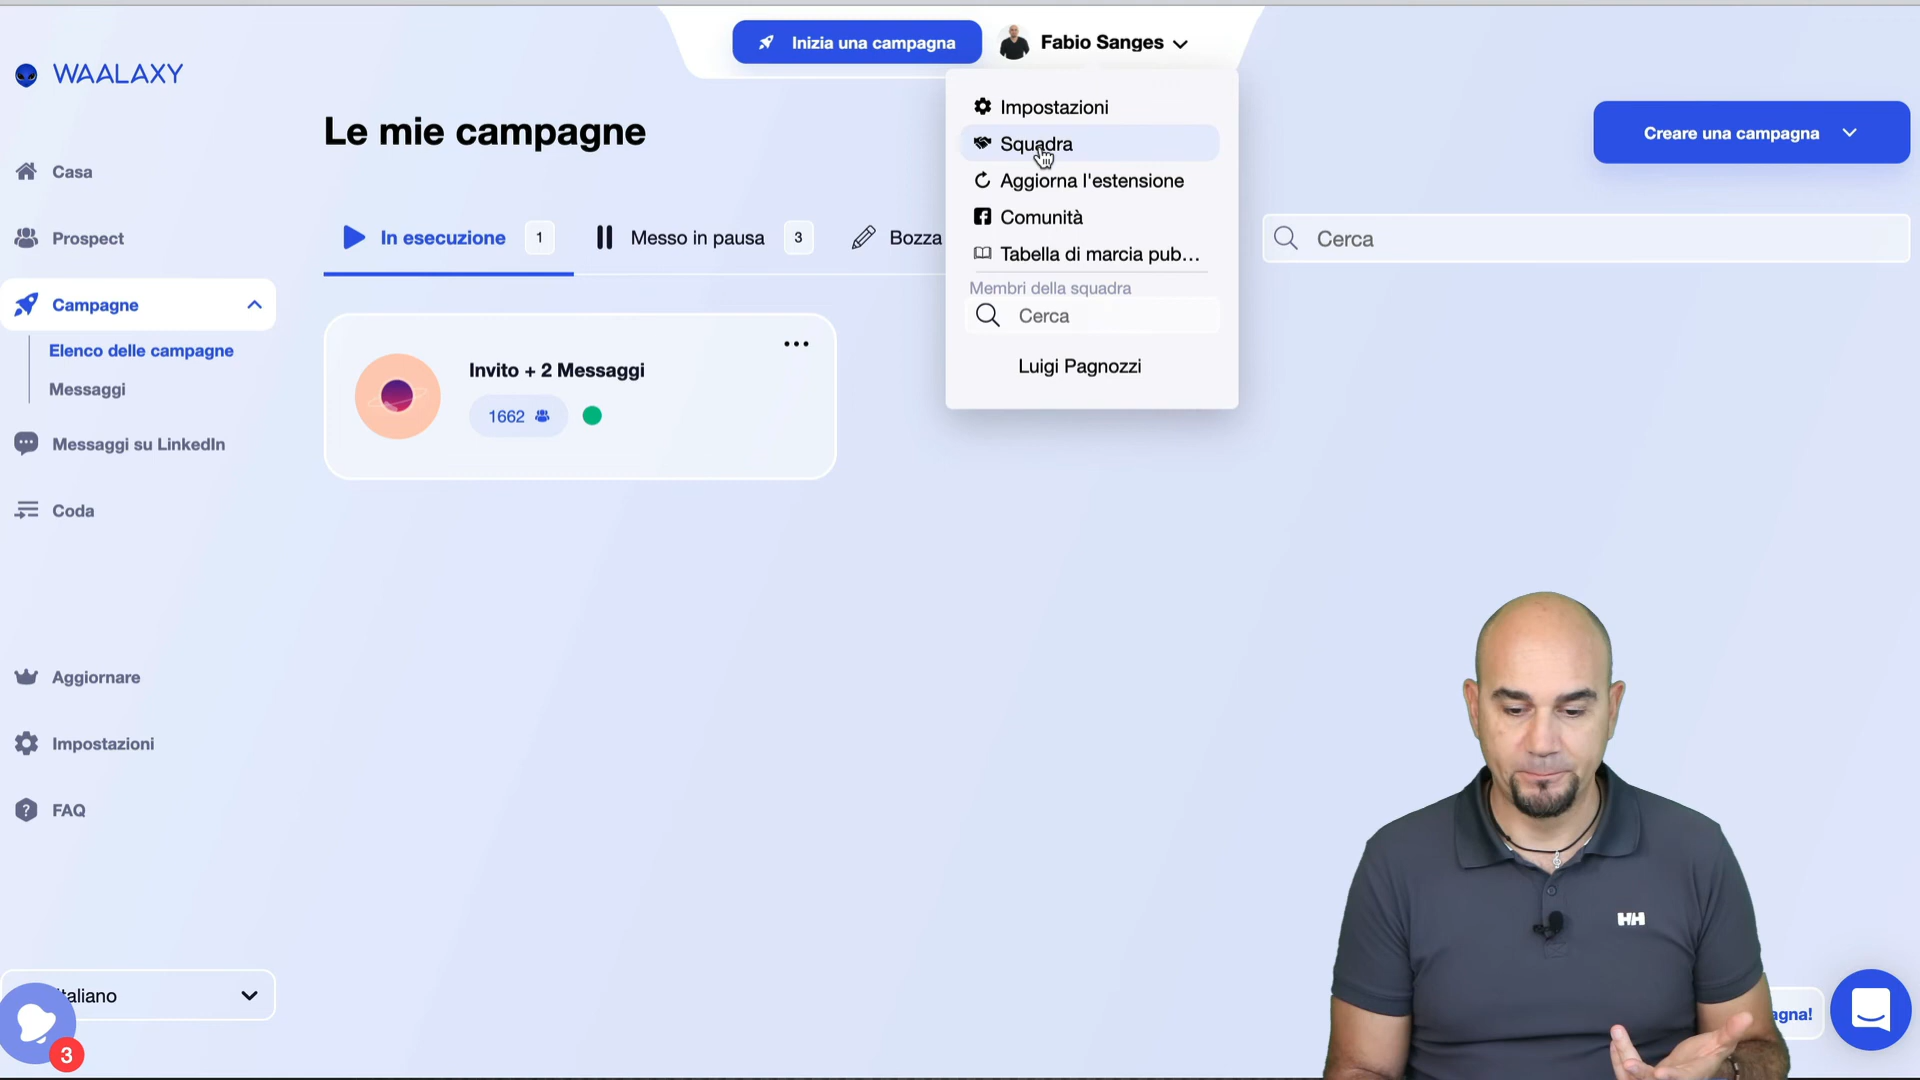 Inizia una campagna
Fabio Sanges
WAALAXY
Impostazioni
Squadra
Aggiorna l'estensione
Comunità
Tabella di marcia pub...
Membri della squadra
Cerca
Luigi Pagnozzi
Le mie campagne
Creare una campagna
In esecuzione 1
Messo in pausa 3
Bozza
Cerca
Casa
Prospect
Campagne
Elenco delle campagne
Messaggi
Messaggi su LinkedIn
Coda
Invito + 2 Messaggi
1662
Aggiornare
Impostazioni
FAQ
?
taliano
3
HH
agna!